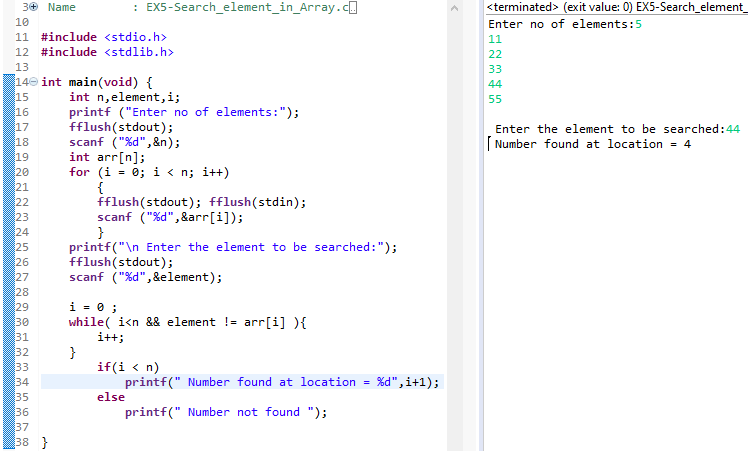 3 Name : EX5-Search_element_in_Array.c
10
11 #include <stdio.h>
12 #include <stdlib.h>
13
14 int main(void) {
15 int n,element,i;
16 printf ("Enter no of elements:");
17 fflush(stdout);
18 scanf ("%d",&n);
19 int arr[n];
20 for (i = 0; i < n; i++)
21 {
22 fflush(stdout); fflush(stdin);
23 scanf ("%d",&arr[i]);
24 }
25 printf("\n Enter the element to be searched:");
26 fflush(stdout);
27 scanf ("%d",&element);
28
29 i = 0 ;
30 while( i<n && element != arr[i] ){
31 i++;
32 }
33 if(i < n)
34 printf(" Number found at location = %d",i+1);
35 else
36 printf(" Number not found ");
37
38 }
<terminated> (exit value: 0) EX5-Search_element_
Enter no of elements:5
11
22
33
44
55
Enter the element to be searched:44
Number found at location = 4